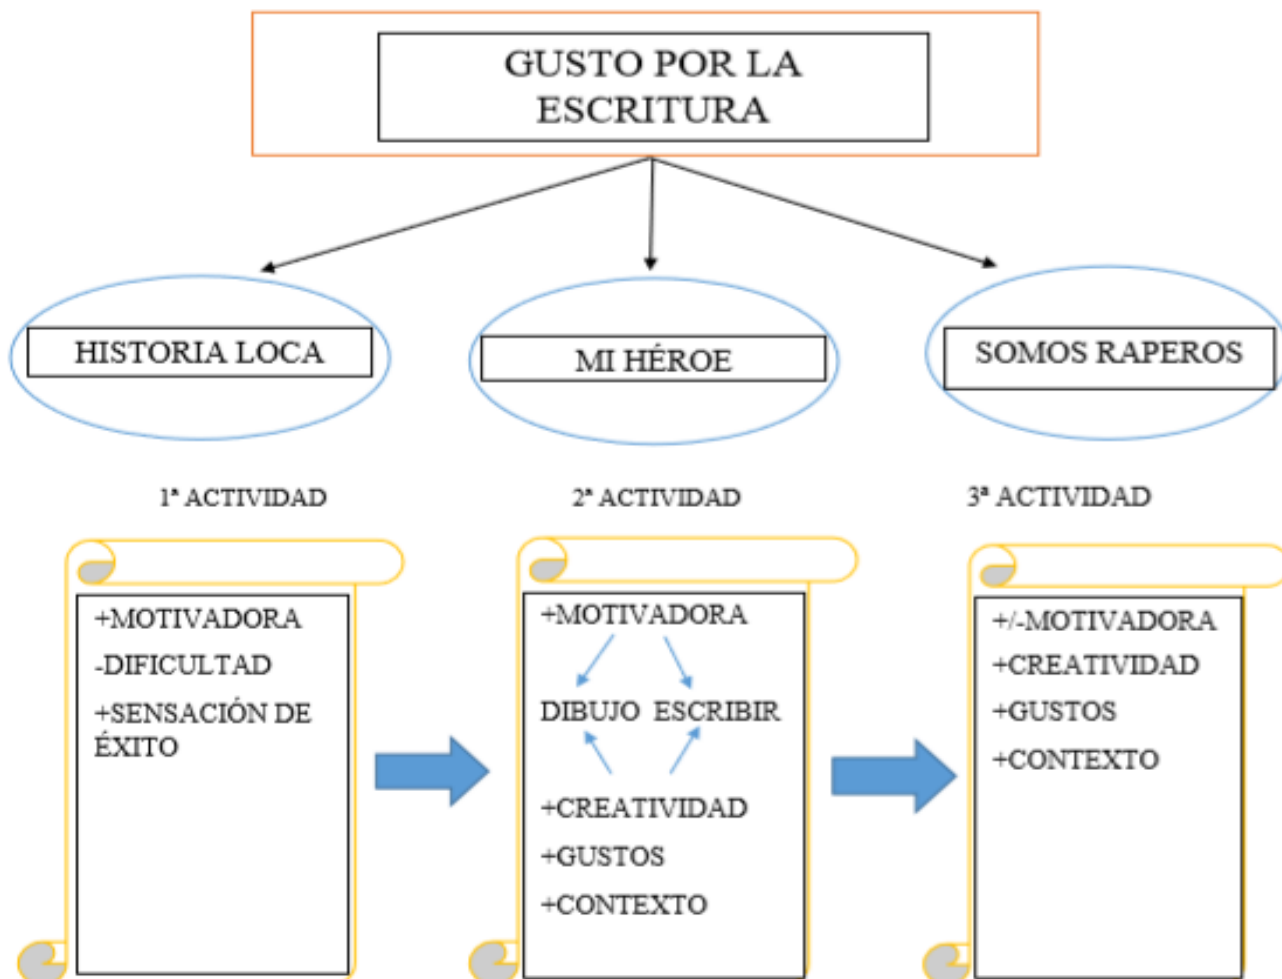 GUSTO POR LA
ESCRITURA
HISTORIA LOCA
MI HÉROE
SOMOS RAPEROS
1ª ACTIVIDAD
2ª ACTIVIDAD
3ª ACTIVIDAD
+MOTIVADORA
-DIFICULTAD
+SENSACIÓN DE
ÉXITO
+MOTIVADORA
DIBUJO ESCRIBIR
+CREATIVIDAD
+GUSTOS
+CONTEXTO
+/-MOTIVADORA
+CREATIVIDAD
+GUSTOS
+CONTEXTO